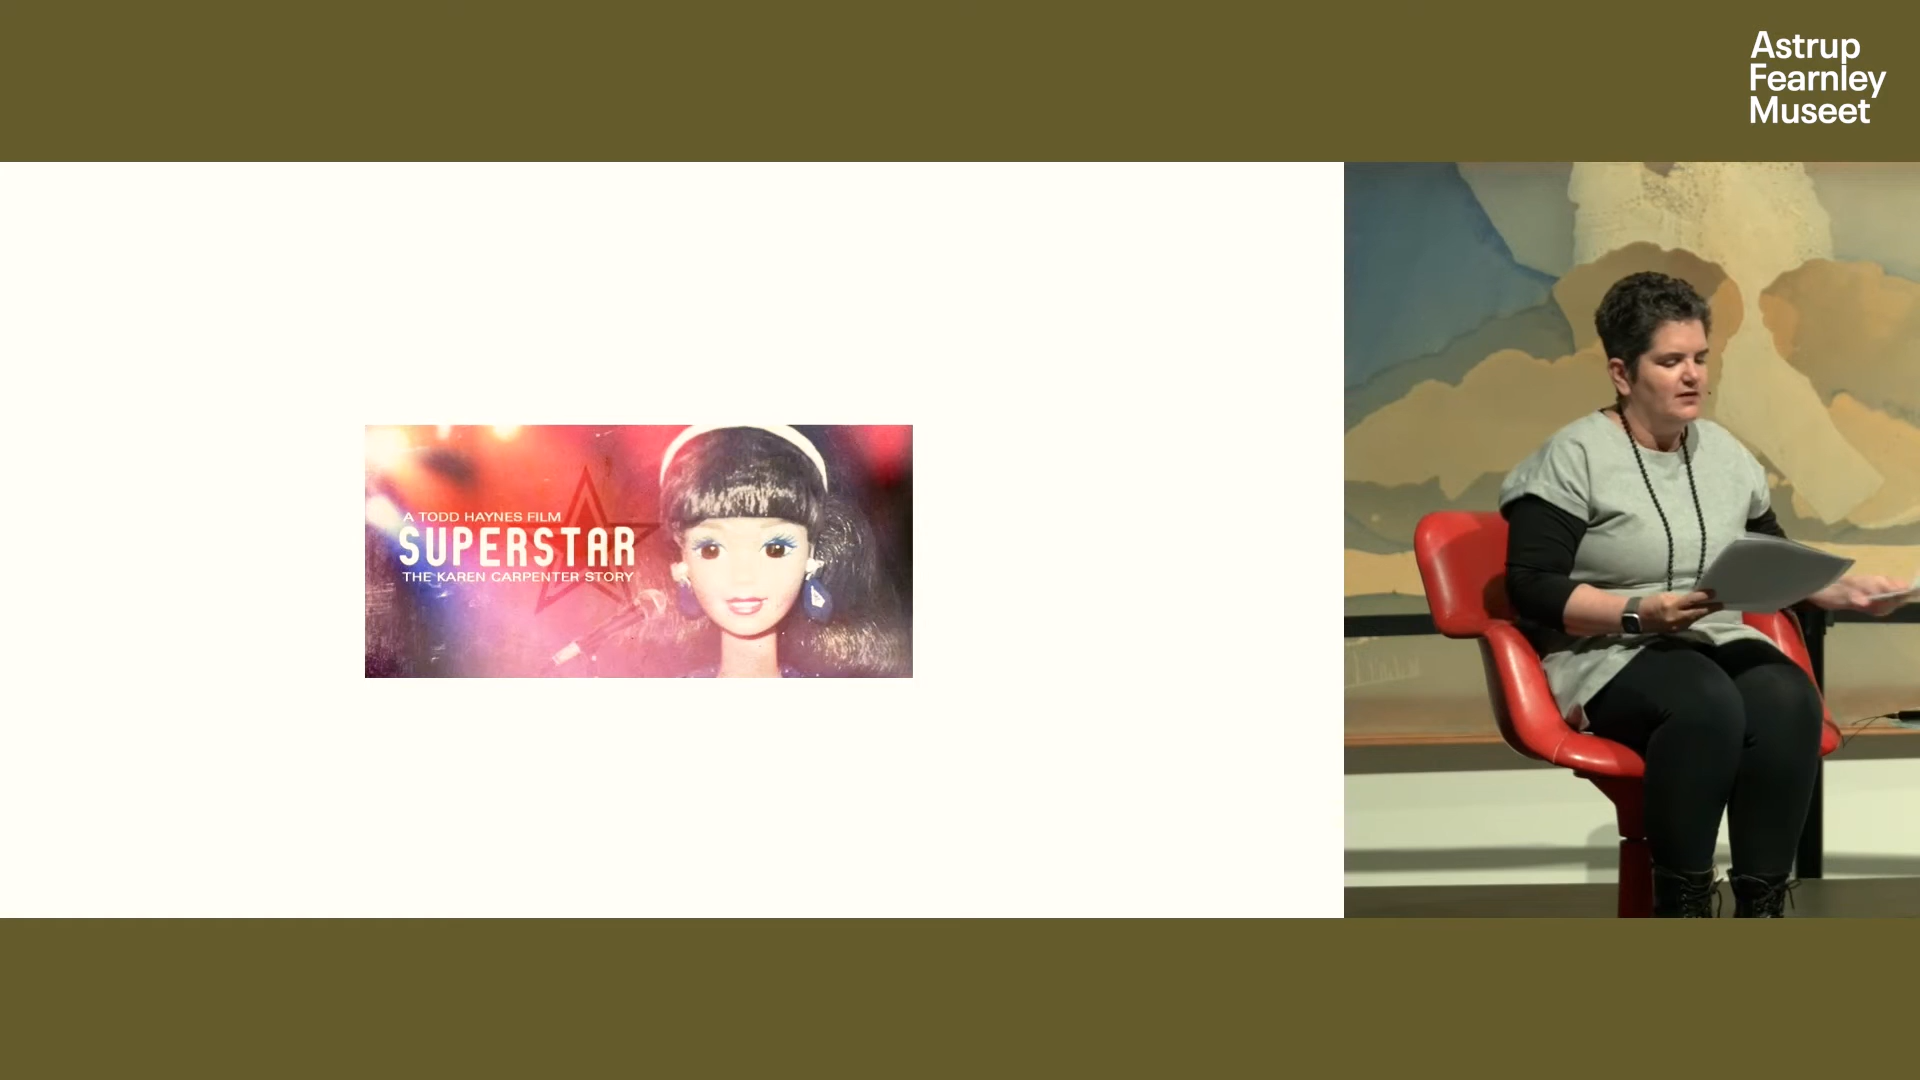 Astrup
Fearnley
Museet
A TODD HAYNES FILM
SUPERSTAR
THE KAREN CARPENTER STORY